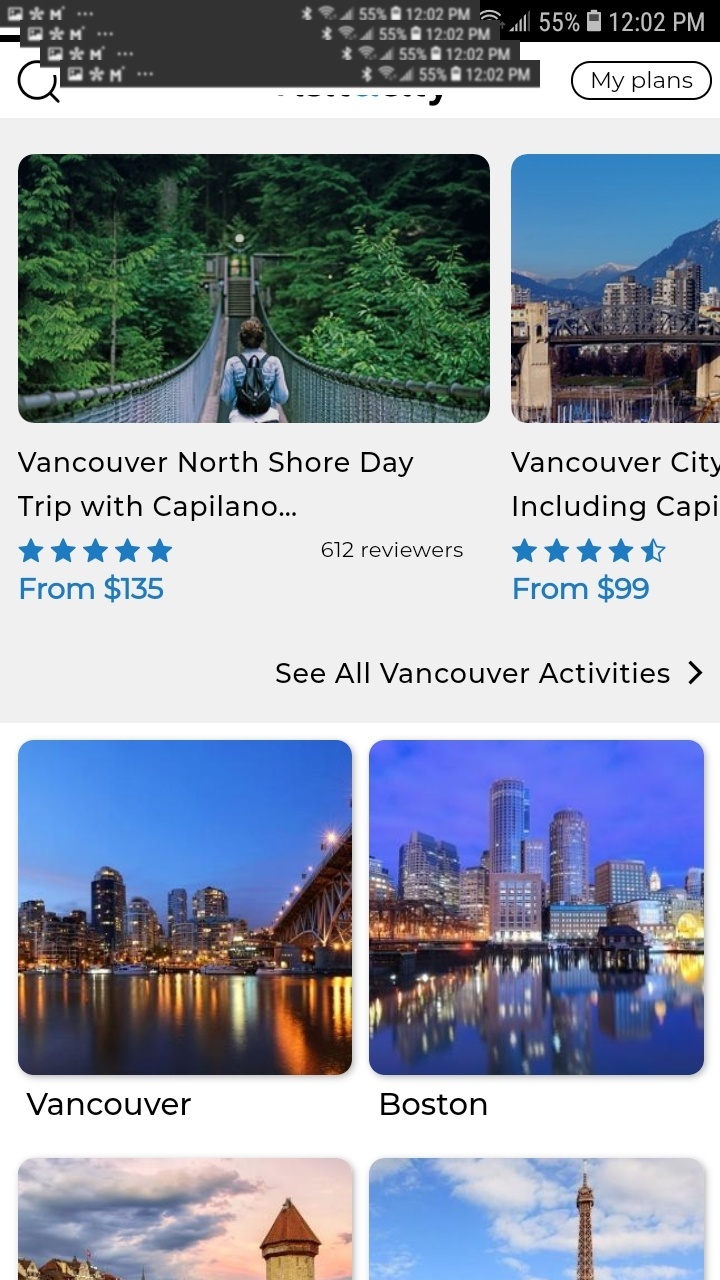 55% 12:02 PM
55% 12:02 PM
55% 12:02 PM
55% 12:02 PM
55% 12:02 PM
My plans
Vancouver North Shore Day
Trip with Capilano...
612 reviewers
From $135
Vancouver City
Including Capi
From $99
See All Vancouver Activities
Vancouver
Boston